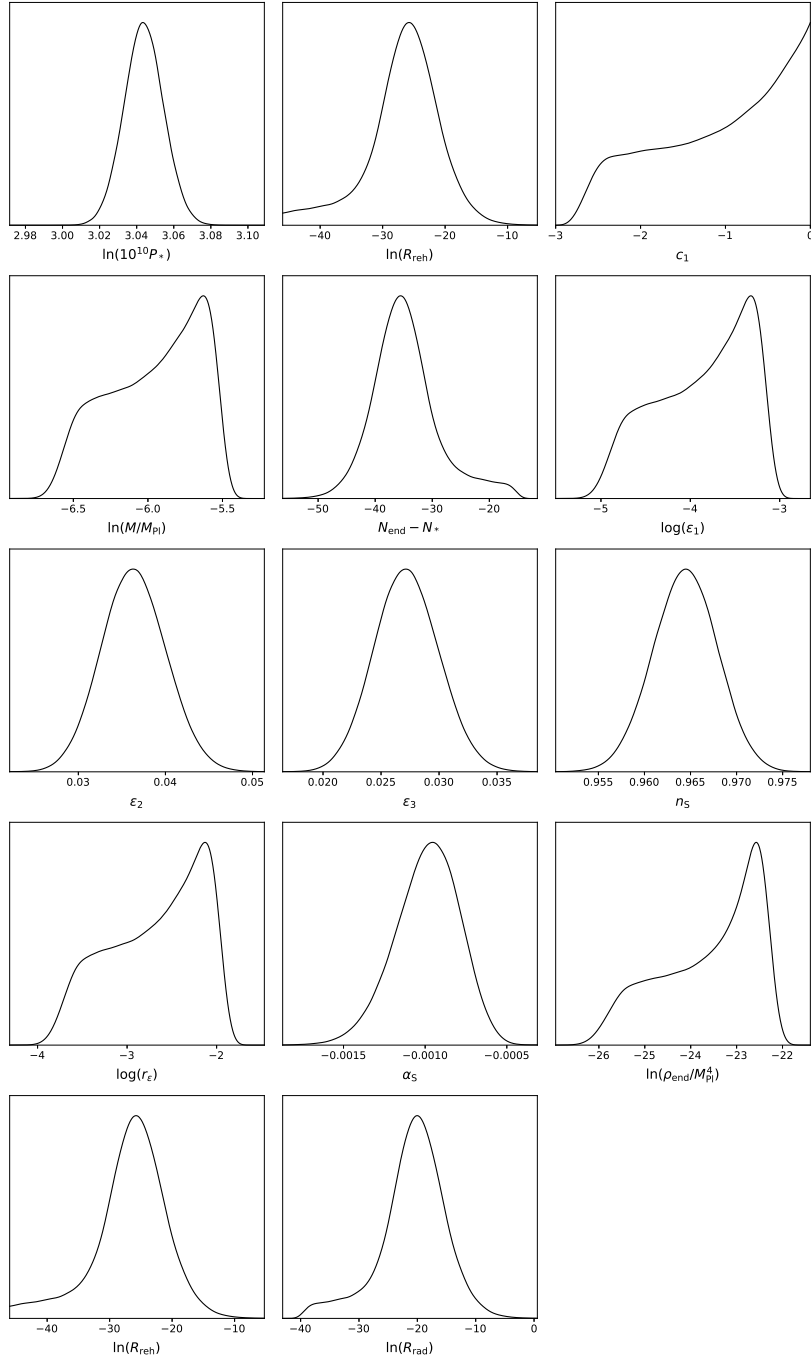 2.98 3.00 3.02 3.04 3.06 3.08 3.10
ln(10¹⁰P∗)
−40 −30 −20 −10
ln(R_reh)
−3 −2 −1 0
c₁
−6.5 −6.0 −5.5
ln(M/M_Pl)
−50 −40 −30 −20
N_end − N∗
−5 −4 −3
log(ε₁)
0.03 0.04 0.05
ε₂
0.020 0.025 0.030 0.035
ε₃
0.955 0.960 0.965 0.970 0.975
n_S
−4 −3 −2
log(r_ε)
−0.0015 −0.0010 −0.0005
α_S
−26 −25 −24 −23 −22
ln(ρ_end/M⁴_Pl)
−40 −30 −20 −10
ln(R_reh)
−40 −30 −20 −10 0
ln(R_rad)